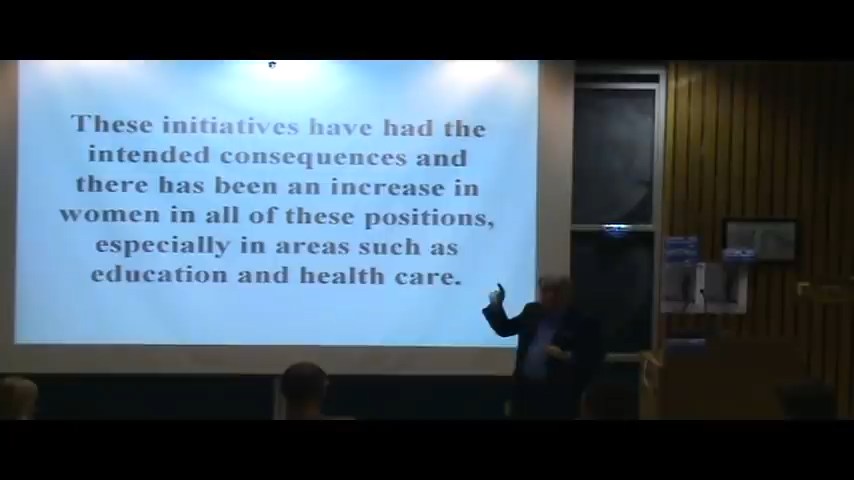 These initiatives have had the
intended consequences and
there has been an increase in
women in all of these positions,
especially in areas such as
education and health care.